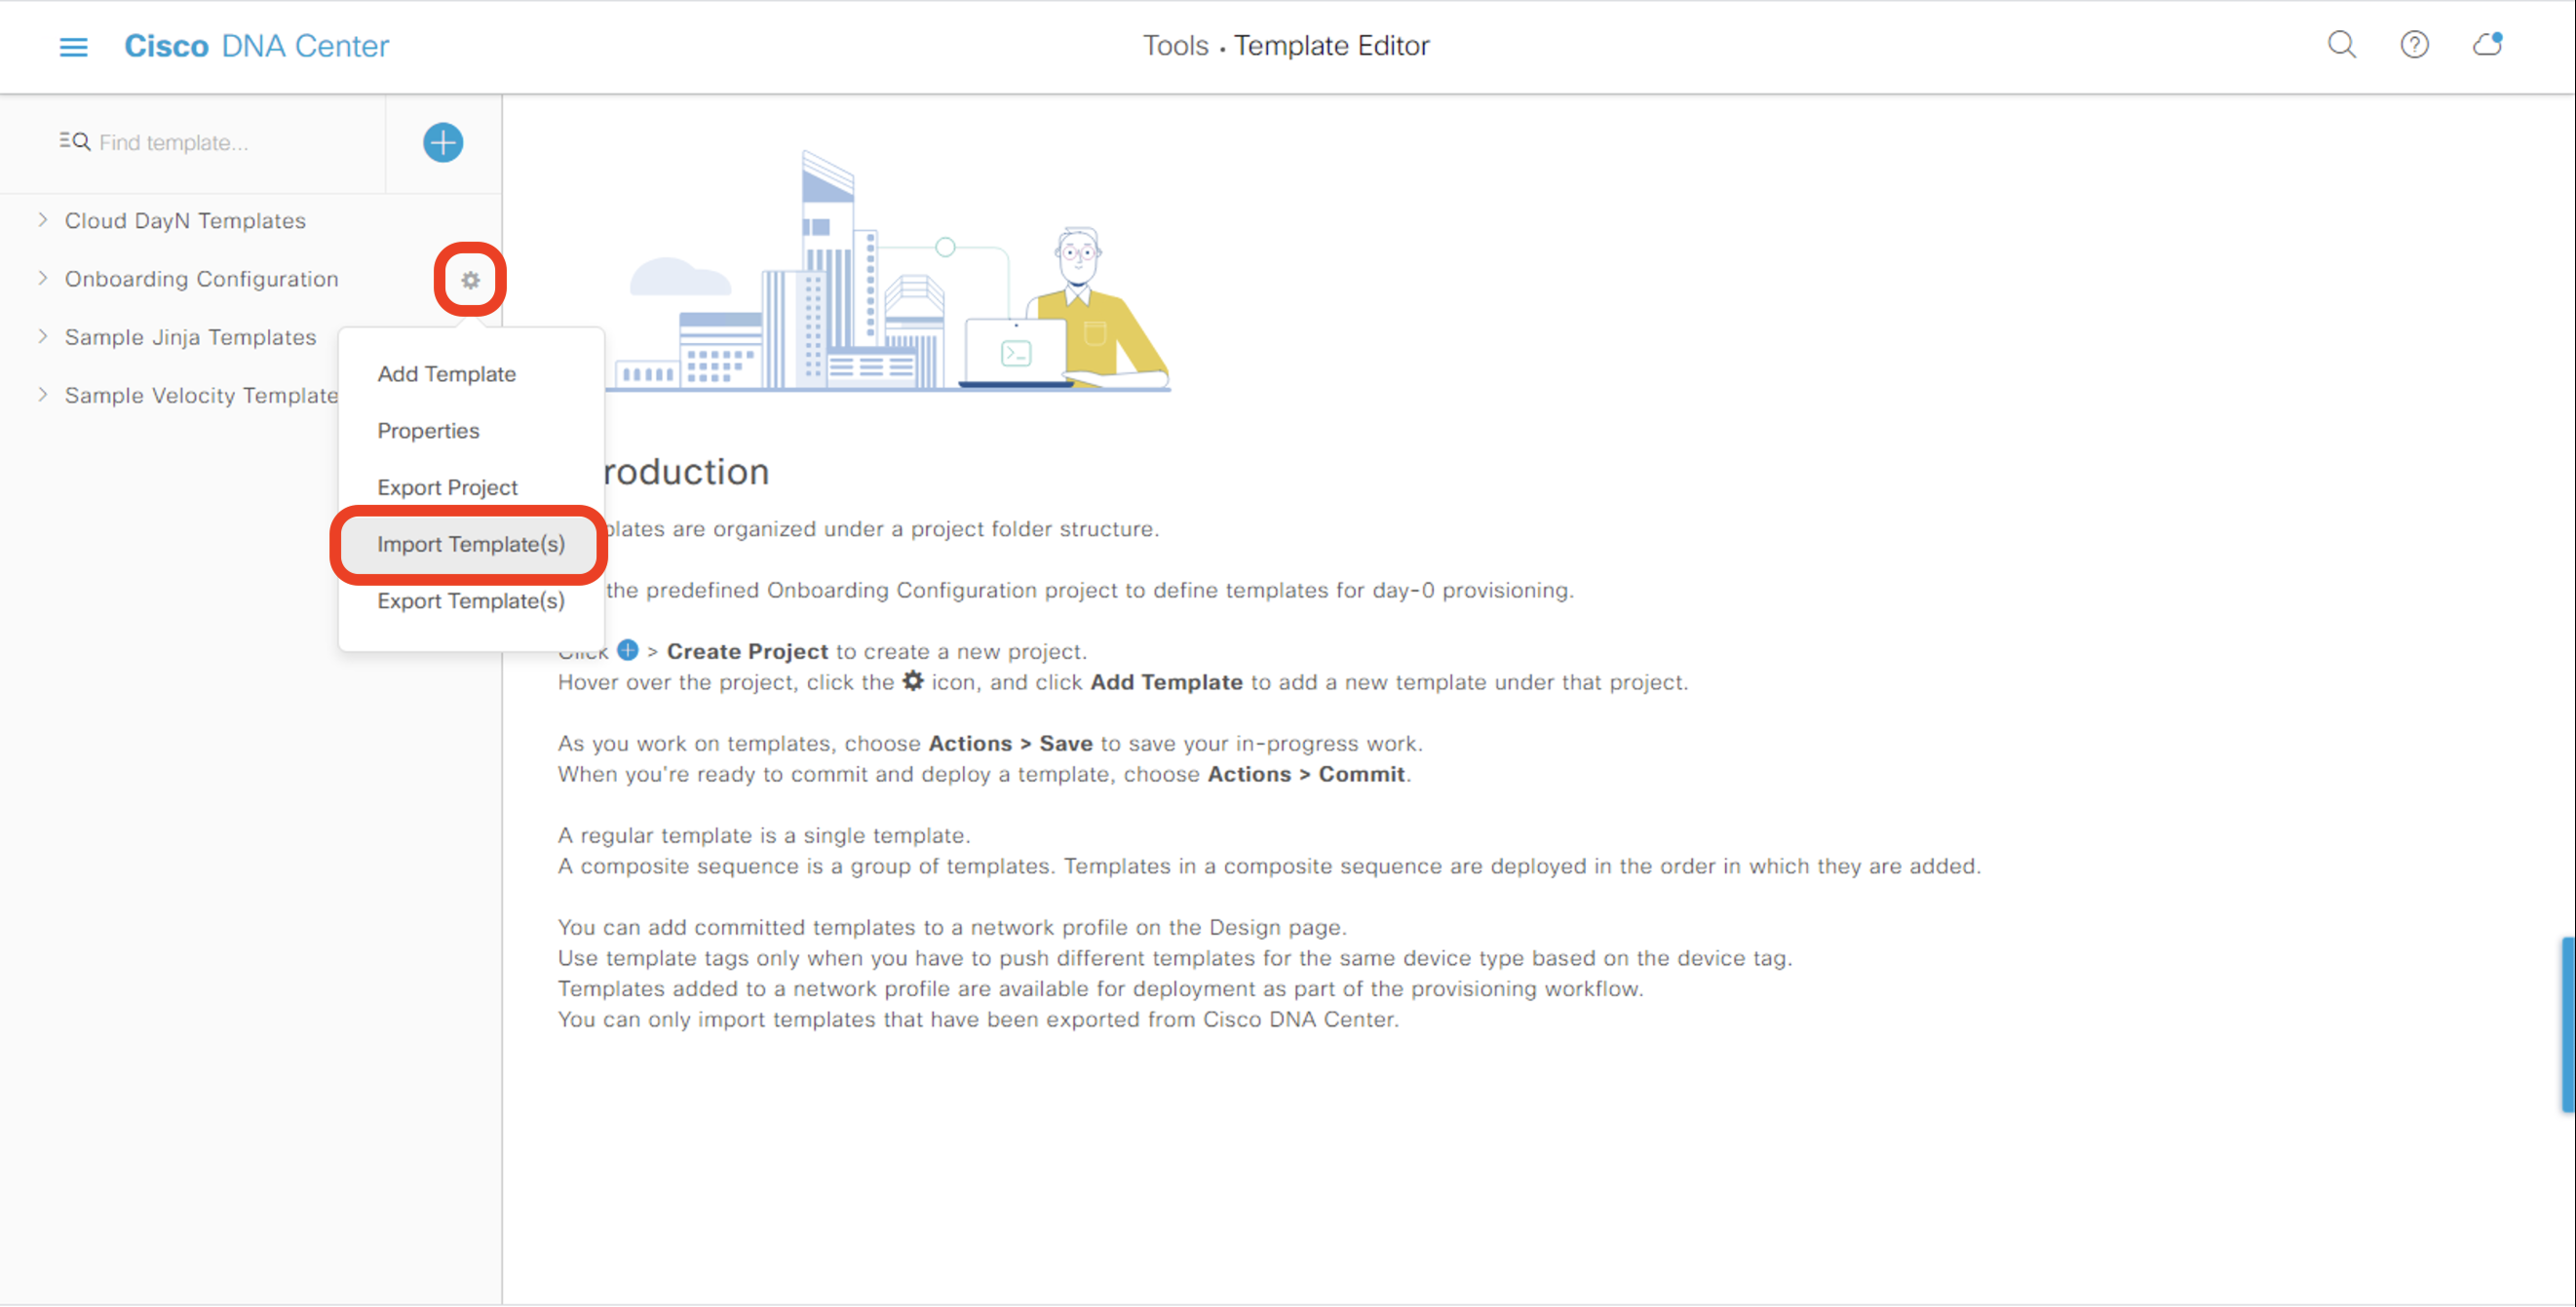 Cisco DNA Center
Tools • Template Editor
Find template...
Cloud DayN Templates
Onboarding Configuration
Sample Jinja Templates
Sample Velocity Template
Add Template
Properties
Export Project
Import Template(s)
Export Template(s)
roduction
plates are organized under a project folder structure.
the predefined Onboarding Configuration project to define templates for day-0 provisioning.
Click > Create Project to create a new project.
Hover over the project, click the icon, and click Add Template to add a new template under that project.
As you work on templates, choose Actions > Save to save your in-progress work.
When you're ready to commit and deploy a template, choose Actions > Commit.
A regular template is a single template.
A composite sequence is a group of templates. Templates in a composite sequence are deployed in the order in which they are added.
You can add committed templates to a network profile on the Design page.
Use template tags only when you have to push different templates for the same device type based on the device tag.
Templates added to a network profile are available for deployment as part of the provisioning workflow.
You can only import templates that have been exported from Cisco DNA Center.